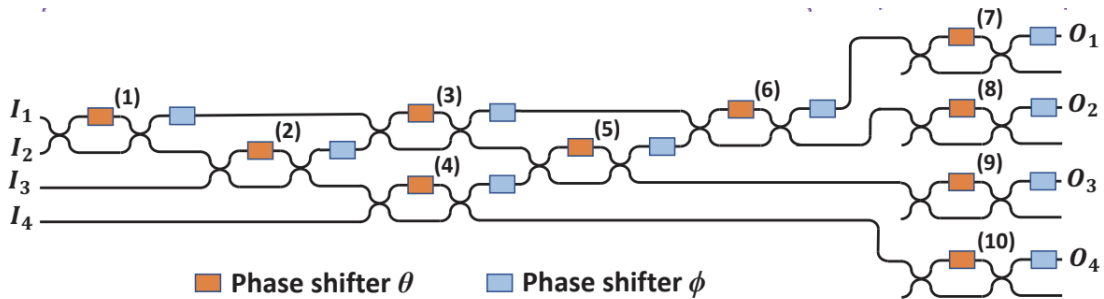 (7)
O₁
(1)
(3)
(6)
I₁
(8)
O₂
(2)
(5)
I₂
(4)
(9)
I₃
O₃
I₄
(10)
O₄
Phase shifter θ
Phase shifter ϕ